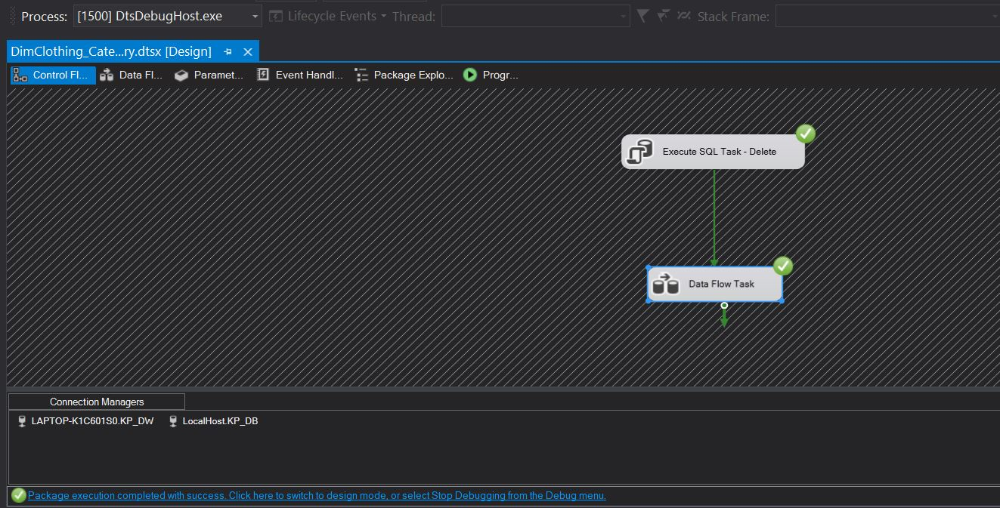 Process: [1500] DtsDebugHost.exe Lifecycle Events Thread: Stack Frame:
DimClothing_Cate...ry.dtsx [Design]
Control Fl... Data Fl... Paramet... Event Handl... Package Explo... Progr...
Execute SQL Task - Delete
Data Flow Task
Connection Managers
LAPTOP-K1C601S0.KP_DW LocalHost.KP_DB
Package execution completed with success. Click here to switch to design mode, or select Stop Debugging from the Debug menu.